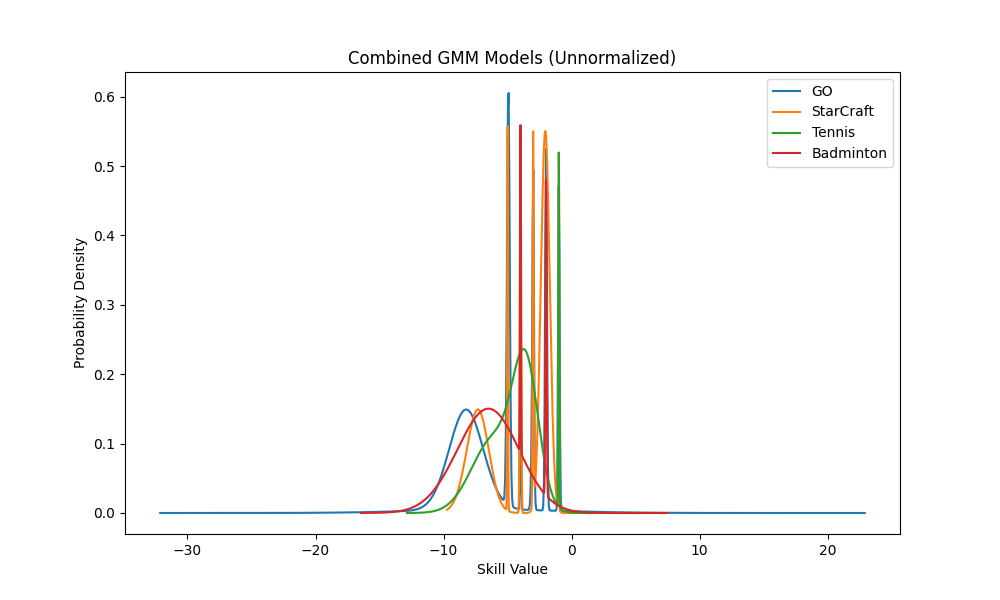 Combined GMM Models (Unnormalized)
GO
StarCraft
Tennis
Badminton
0.6
0.5
0.4
0.3
0.2
0.1
0.0
Probability Density
−30
−20
−10
0
10
20
Skill Value